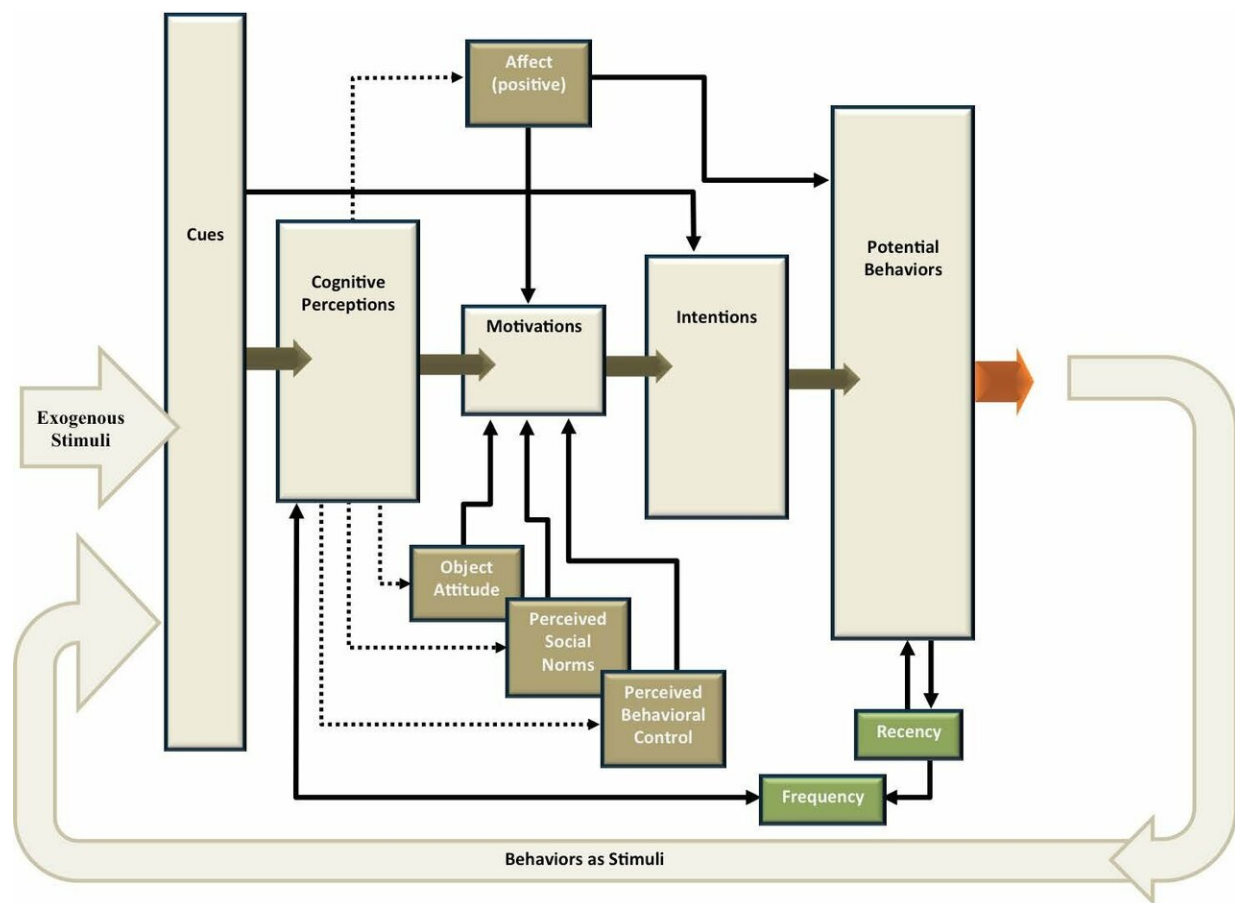 Affect
(positive)
Cues
Cognitive
Perceptions
Motivations
Intentions
Potential
Behaviors
Exogenous
Stimuli
Object
Attitude
Perceived
Social
Norms
Perceived
Behavioral
Control
Recency
Frequency
Behaviors as Stimuli